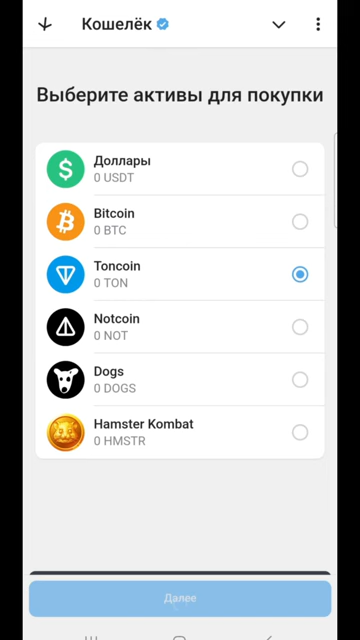 Кошелёк
Выберите активы для покупки
Доллары
0 USDT
Bitcoin
0 BTC
Toncoin
0 TON
Notcoin
0 NOT
Dogs
0 DOGS
Hamster Kombat
0 HMSTR
Далее